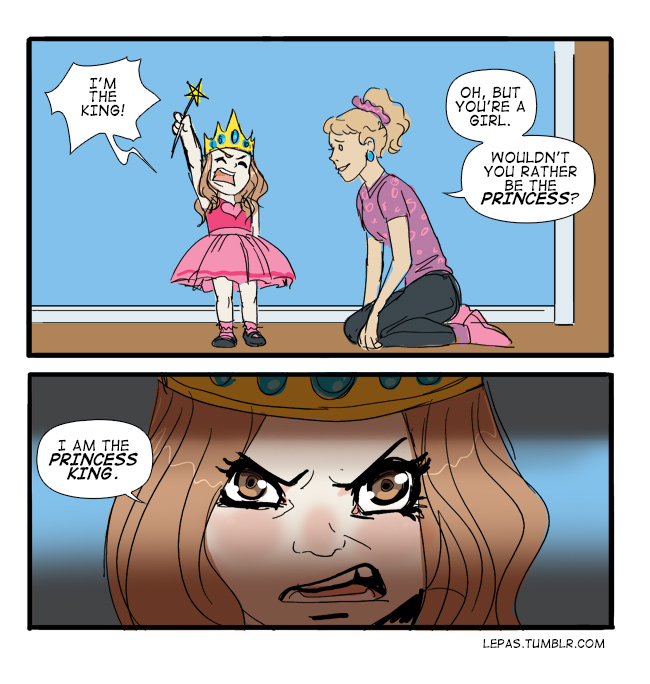 I'M
THE
KING!
OH, BUT
YOU'RE A
GIRL.
WOULDN'T
YOU RATHER
BE THE
PRINCESS?
I AM THE
PRINCESS
KING.
LEPAS.TUMBLR.COM